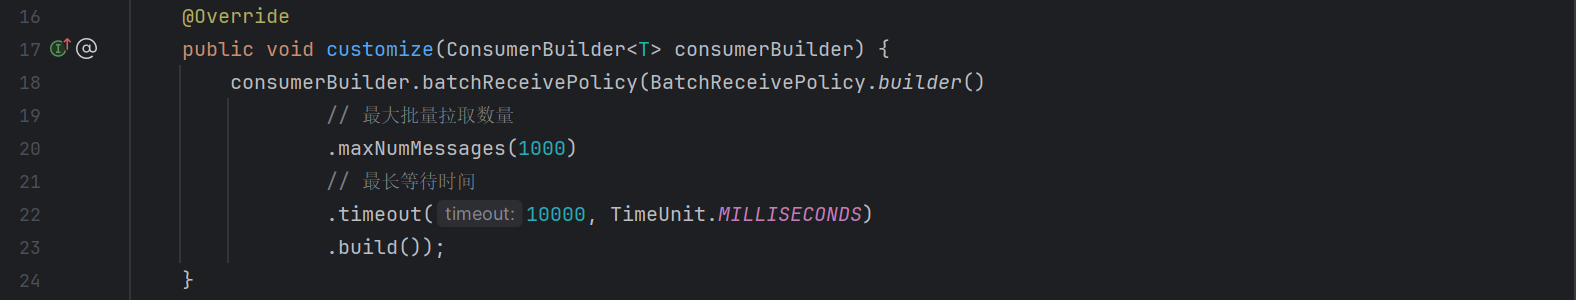 16 @Override
17 @ public void customize(ConsumerBuilder<T> consumerBuilder) {
18 consumerBuilder.batchReceivePolicy(BatchReceivePolicy.builder()
19 // 最大批量拉取数量
20 .maxNumMessages(1000)
21 // 最长等待时间
22 .timeout( timeout: 10000, TimeUnit.MILLISECONDS)
23 .build());
24 }